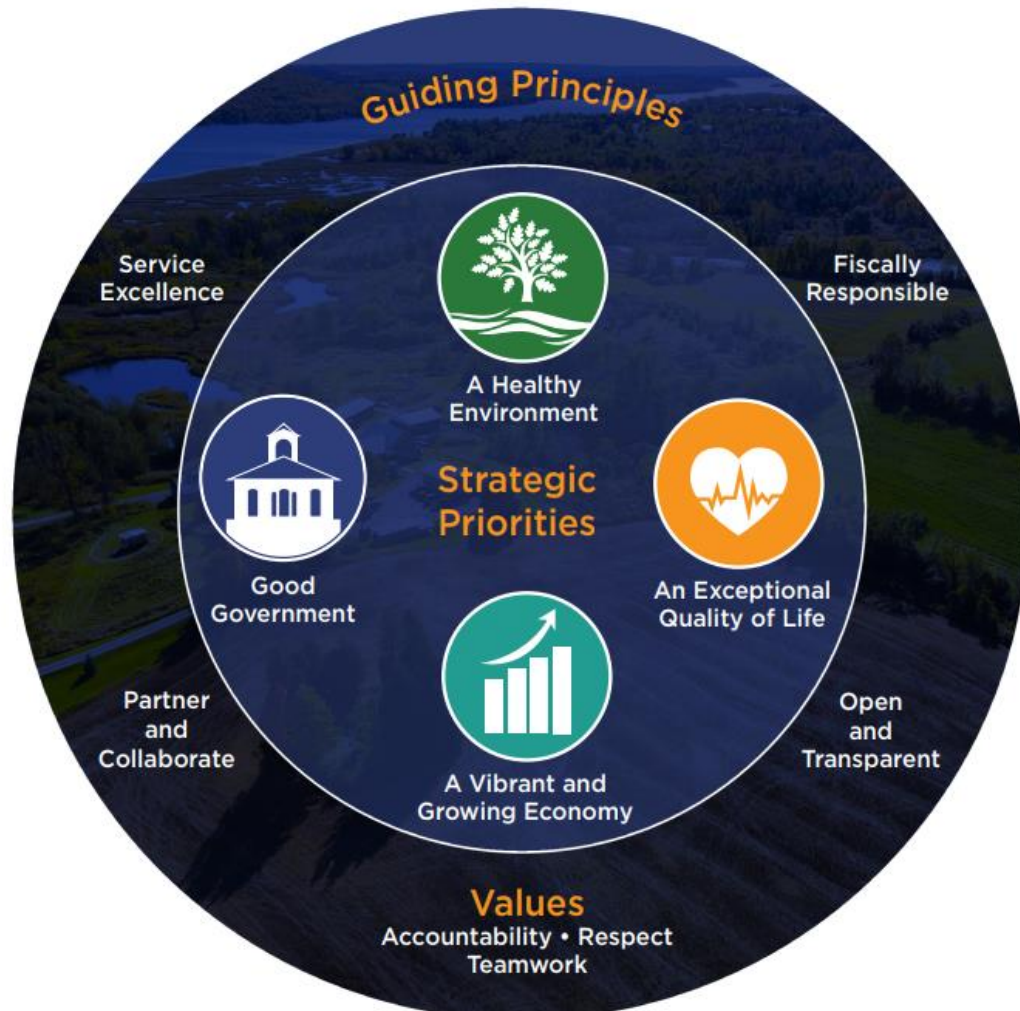 Guiding Principles
Service
Excellence
Fiscally
Responsible
A Healthy
Environment
Strategic
Priorities
Good
Government
An Exceptional
Quality of Life
Partner
and
Collaborate
Open
and
Transparent
A Vibrant and
Growing Economy
Values
Accountability • Respect
Teamwork